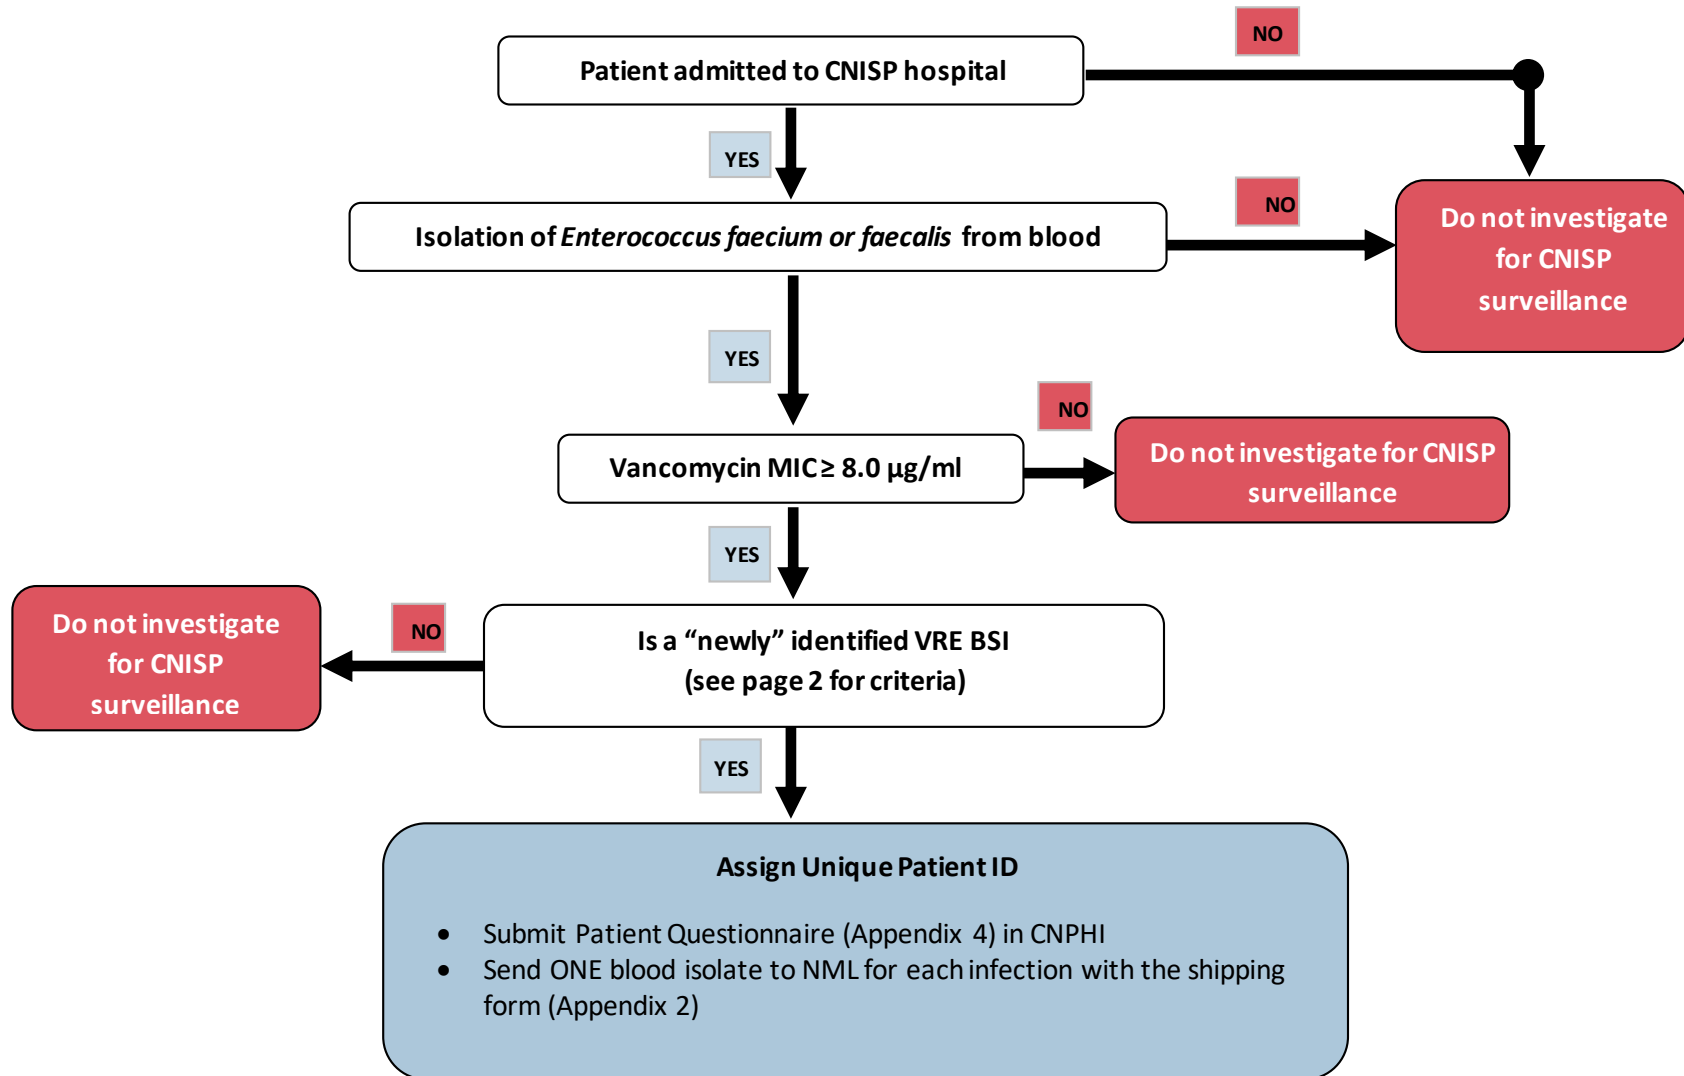 NO
Patient admitted to CNISP hospital
YES
NO
Isolation of Enterococcus faecium or faecalis from blood
Do not investigate
for CNISP
surveillance
YES
NO
Vancomycin MIC ≥ 8.0 µg/ml
Do not investigate for CNISP
surveillance
YES
Do not investigate
for CNISP
surveillance
NO
Is a “newly” identified VRE BSI
(see page 2 for criteria)
YES
Assign Unique Patient ID
• Submit Patient Questionnaire (Appendix 4) in CNPHI
• Send ONE blood isolate to NML for each infection with the shipping
form (Appendix 2)